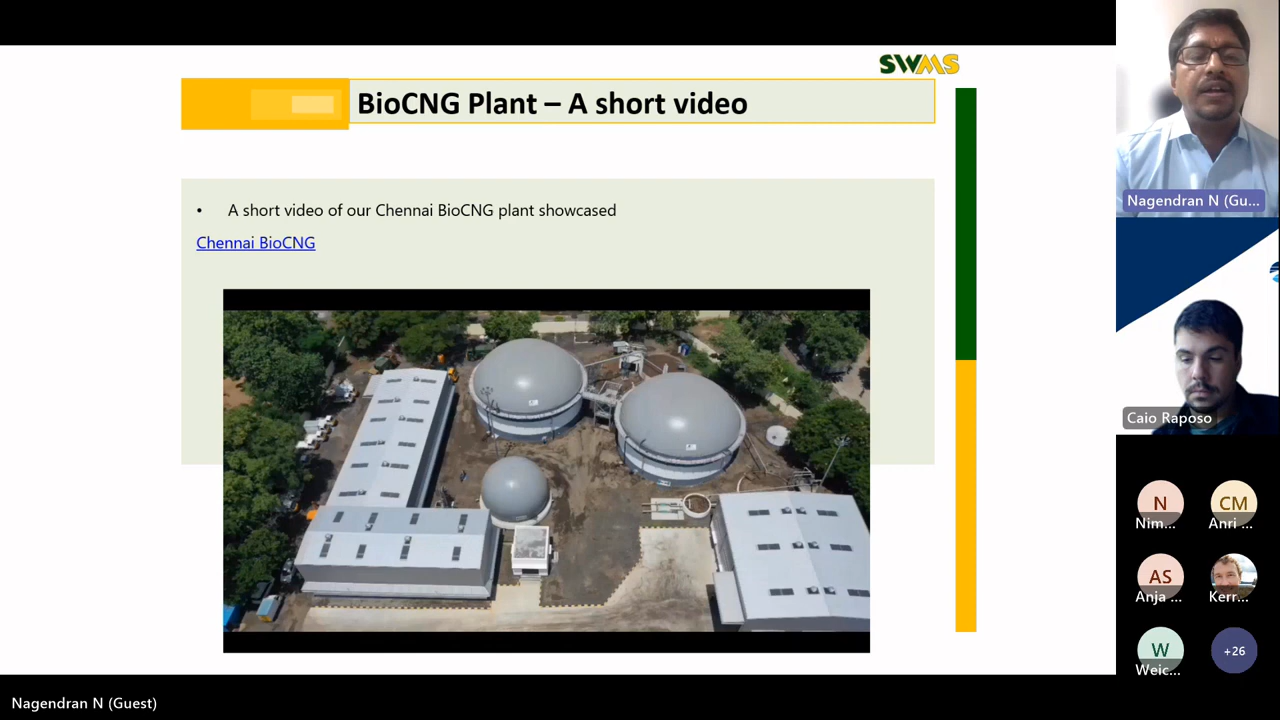 SWMS
BioCNG Plant – A short video
• A short video of our Chennai BioCNG plant showcased
Chennai BioCNG
Nagendran N (Gu...
Caio Raposo
N
Nim...
CM
Anri ...
AS
Anja ...
Kerr...
W
Weic...
+26
Nagendran N (Guest)